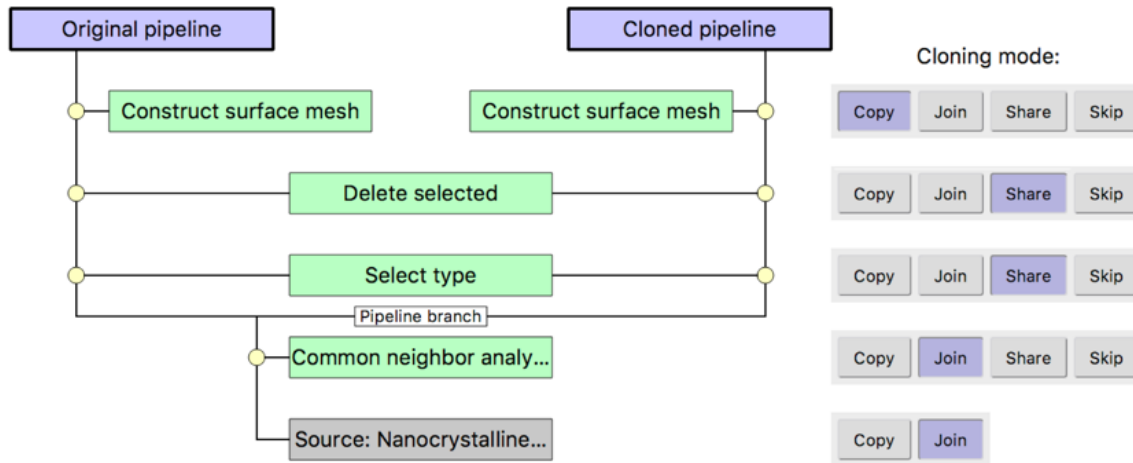 Original pipeline
Cloned pipeline
Cloning mode:
Construct surface mesh
Construct surface mesh
Copy Join Share Skip
Delete selected
Copy Join Share Skip
Select type
Copy Join Share Skip
Pipeline branch
Common neighbor analy...
Copy Join Share Skip
Source: Nanocrystalline...
Copy Join